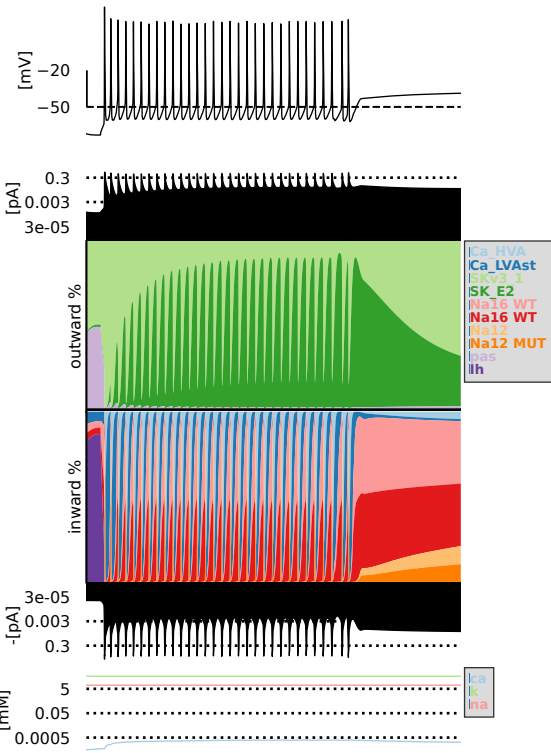 [mV]
−20
−50
[pA]
0.3
0.003
3e-05
outward %
Ca_HVA
Ca_LVAst
SKv3_1
SK_E2
Na16 WT
Na16 WT
Na12
Na12 MUT
pas
Ih
inward %
-[pA]
3e-05
0.003
0.3
[mM]
5
0.05
0.0005
ca
k
na